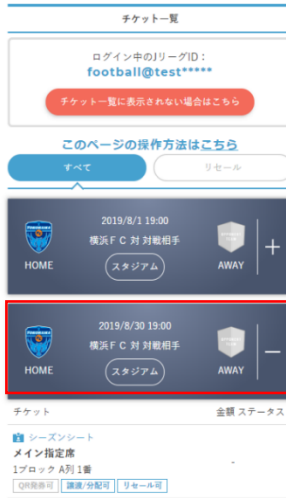 チケット一覧
ログイン中のJリーグID：
football@test*****
チケット一覧に表示されない場合はこちら
このページの操作方法はこちら
すべて
リセール
2019/8/1 19:00
横浜ＦＣ 対 対戦相手
HOME
スタジアム
AWAY
＋
2019/8/30 19:00
横浜ＦＣ 対 対戦相手
HOME
スタジアム
AWAY
－
チケット 金額 ステータス
シーズンシート
メイン指定席
1ブロック A列 1番
-
QR発券可 譲渡/分配可 リセール可